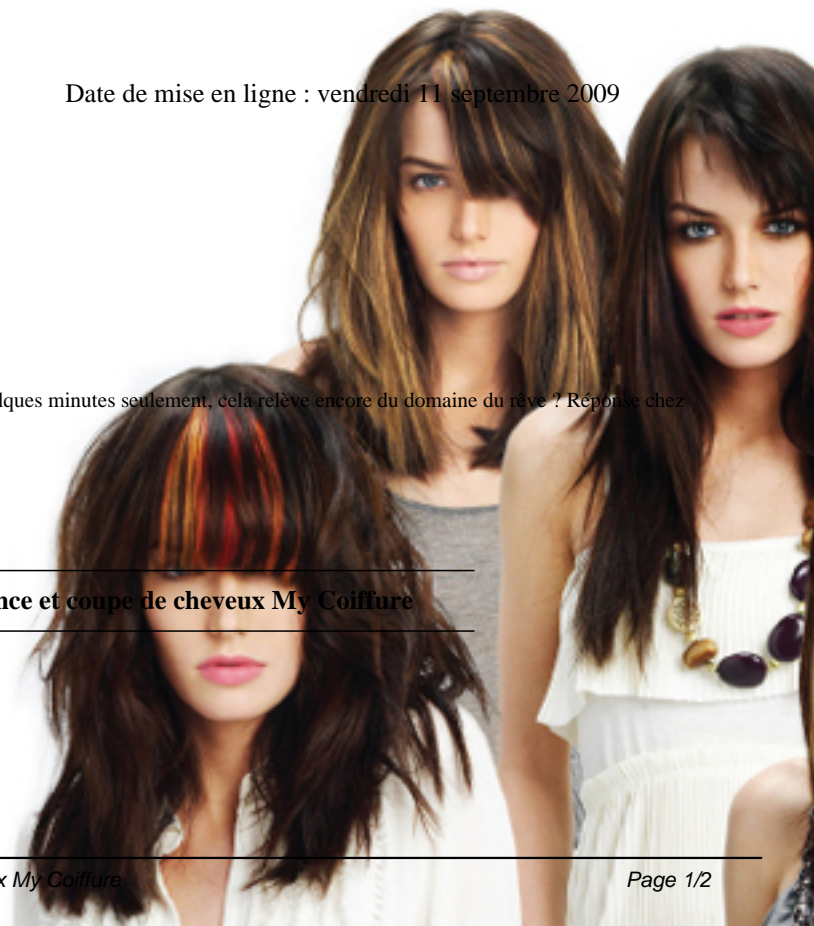 Date de mise en ligne : vendredi 11 septembre 2009
lques minutes seulement, cela relève encore du domaine du rêve ? Réponse chez
nce et coupe de cheveux My Coiffure
x My Coiffure Page 1/2